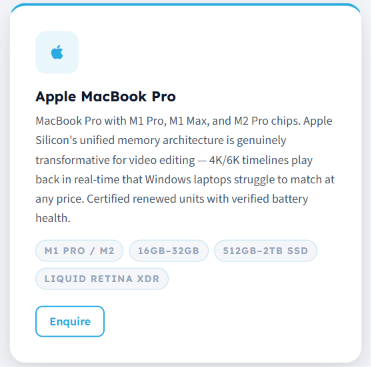 Apple MacBook Pro
MacBook Pro with M1 Pro, M1 Max, and M2 Pro chips. Apple
Silicon's unified memory architecture is genuinely
transformative for video editing — 4K/6K timelines play
back in real-time that Windows laptops struggle to match at
any price. Certified renewed units with verified battery
health.
M1 PRO / M2 16GB–32GB 512GB–2TB SSD
LIQUID RETINA XDR
Enquire